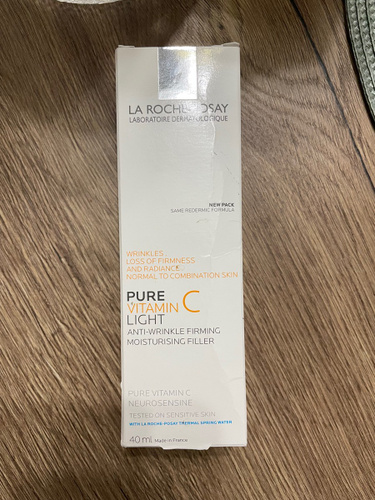 LA ROCHE-POSAY
LABORATOIRE DERMATOLOGIQUE
NEW PACK
SAME REDERMIC FORMULA
WRINKLES
LOSS OF FIRMNESS
AND RADIANCE
NORMAL TO COMBINATION SKIN
PURE
VITAMIN C
LIGHT
ANTI-WRINKLE FIRMING
MOISTURISING FILLER
PURE VITAMIN C
NEUROSENSINE
TESTED ON SENSITIVE SKIN
WITH LA ROCHE-POSAY THERMAL SPRING WATER
40 ml Made in France